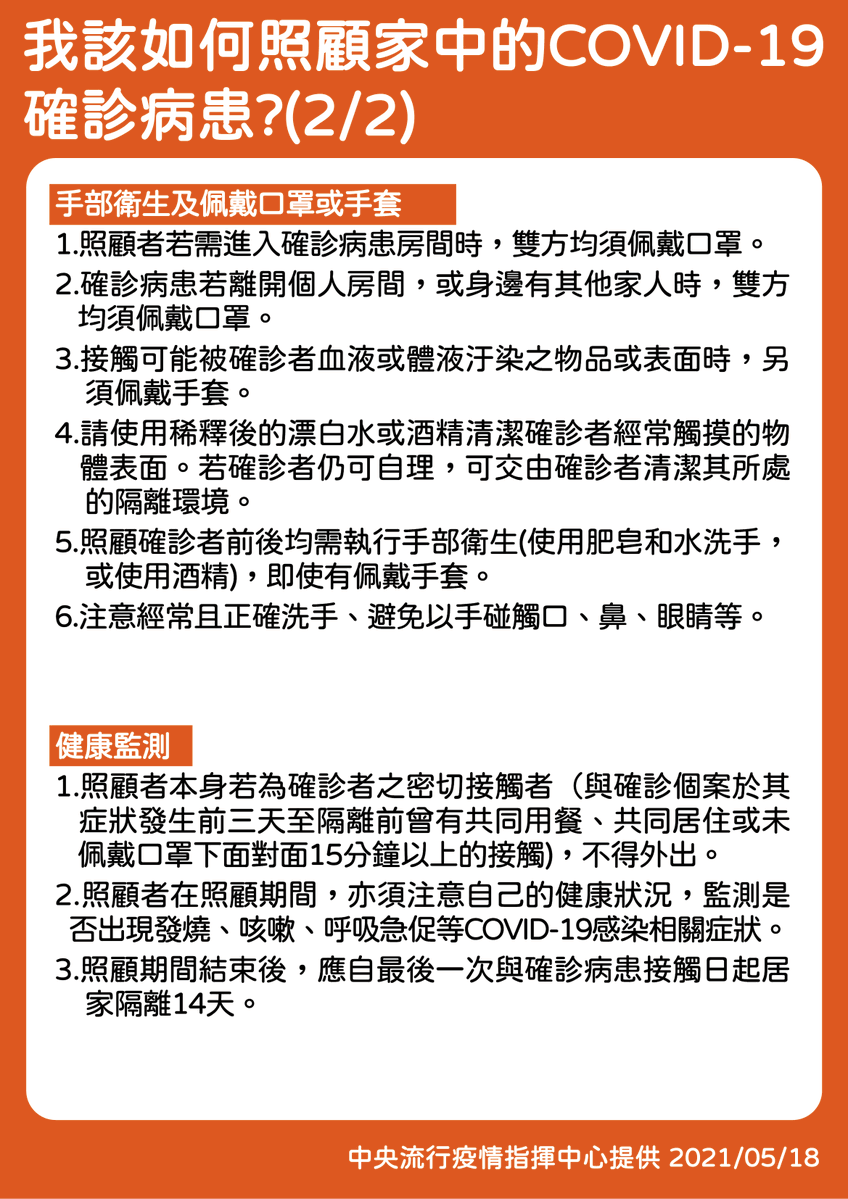 我該如何照顧家中的COVID-19
確診病患?(2/2)
手部衛生及佩戴口罩或手套
1.照顧者若需進入確診病患房間時，雙方均須佩戴口罩。
2.確診病患若離開個人房間，或身邊有其他家人時，雙方
均須佩戴口罩。
3.接觸可能被確診者血液或體液汙染之物品或表面時，另
須佩戴手套。
4.請使用稀釋後的漂白水或酒精清潔確診者經常觸摸的物
體表面。若確診者仍可自理，可交由確診者清潔其所處
的隔離環境。
5.照顧確診者前後均需執行手部衛生(使用肥皂和水洗手，
或使用酒精)，即使有佩戴手套。
6.注意經常且正確洗手、避免以手碰觸口、鼻、眼睛等。
健康監測
1.照顧者本身若為確診者之密切接觸者（與確診個案於其
症狀發生前三天至隔離前曾有共同用餐、共同居住或未
佩戴口罩下面對面15分鐘以上的接觸)，不得外出。
2.照顧者在照顧期間，亦須注意自己的健康狀況，監測是
否出現發燒、咳嗽、呼吸急促等COVID-19感染相關症狀。
3.照顧期間結束後，應自最後一次與確診病患接觸日起居
家隔離14天。
中央流行疫情指揮中心提供 2021/05/18